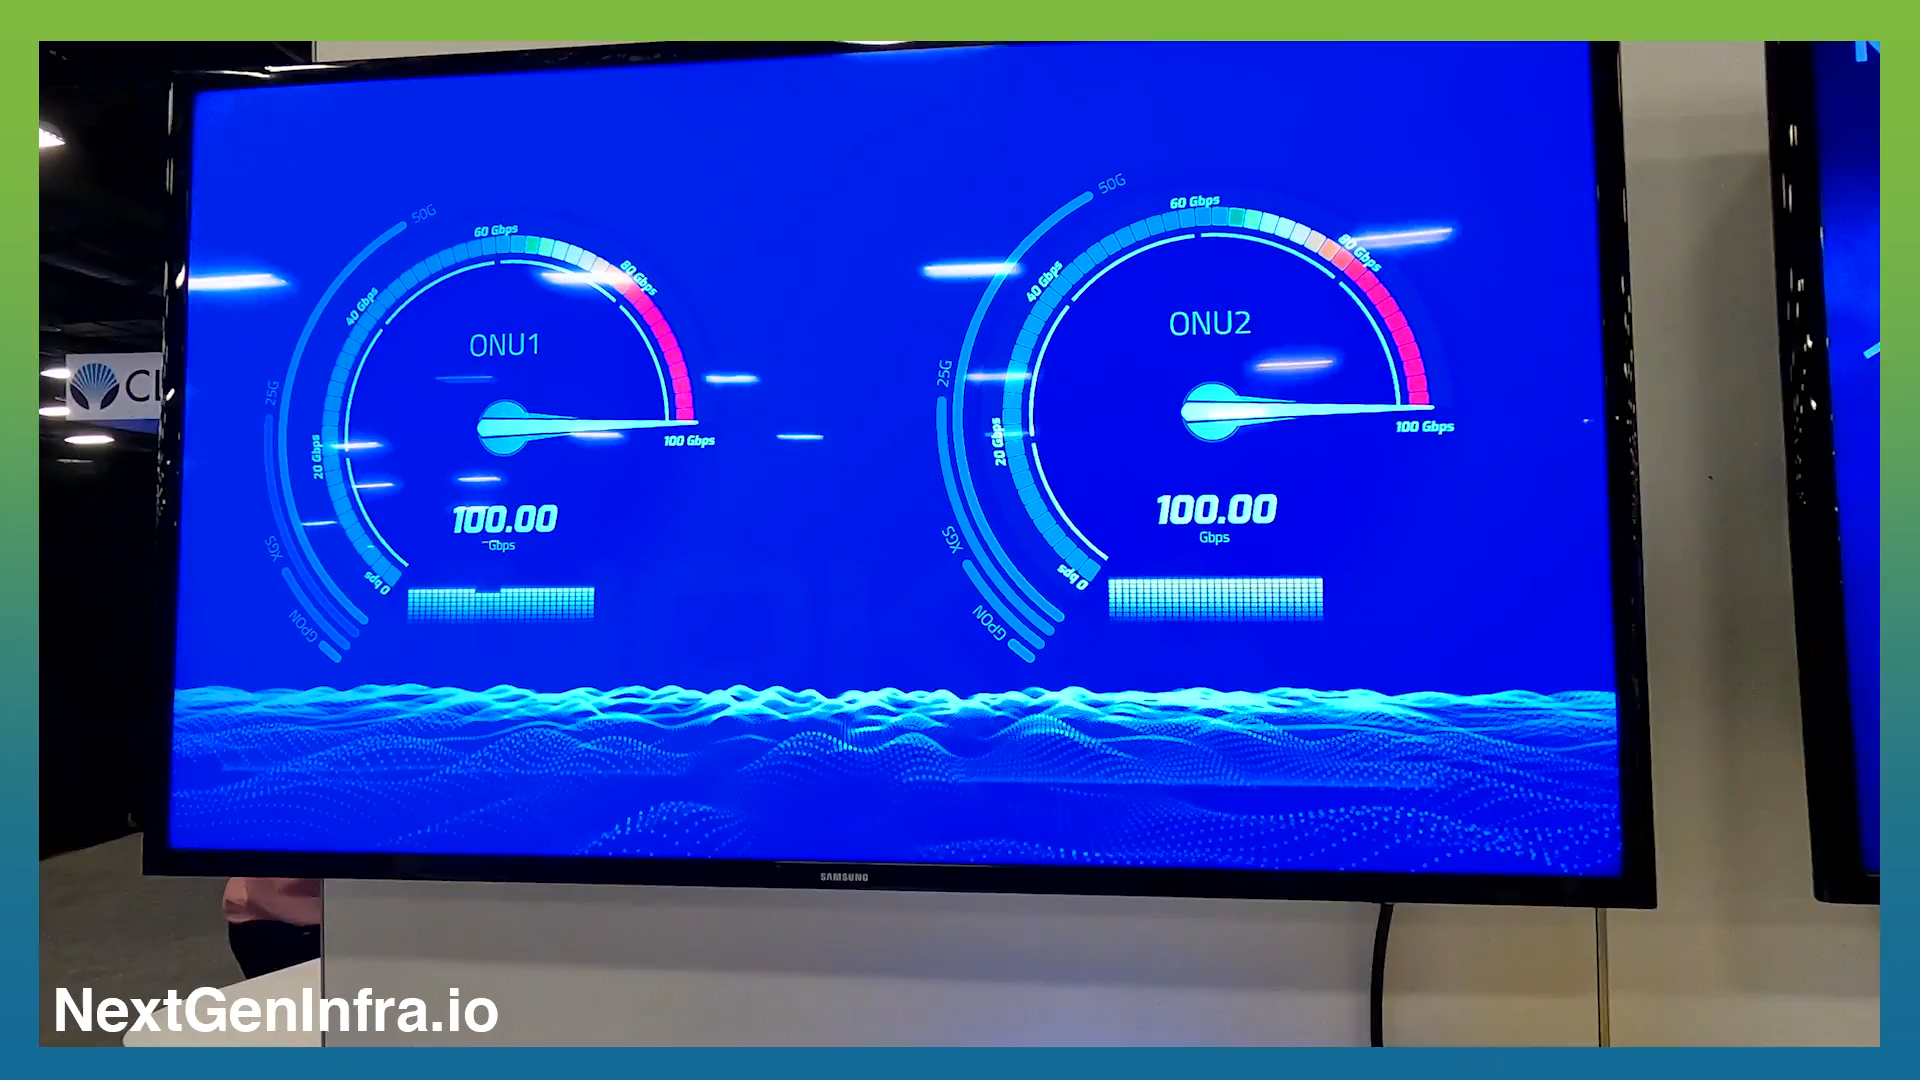 50G
60 Gbps
40 Gbps
80 Gbps
25G
20 Gbps
ONU1
100 Gbps
100.00
Gbps
XGS
0 bps
GPON
50G
60 Gbps
80 Gbps
40 Gbps
25G
20 Gbps
ONU2
100 Gbps
100.00
Gbps
XGS
0 bps
GPON
SAMSUNG
NextGenInfra.io